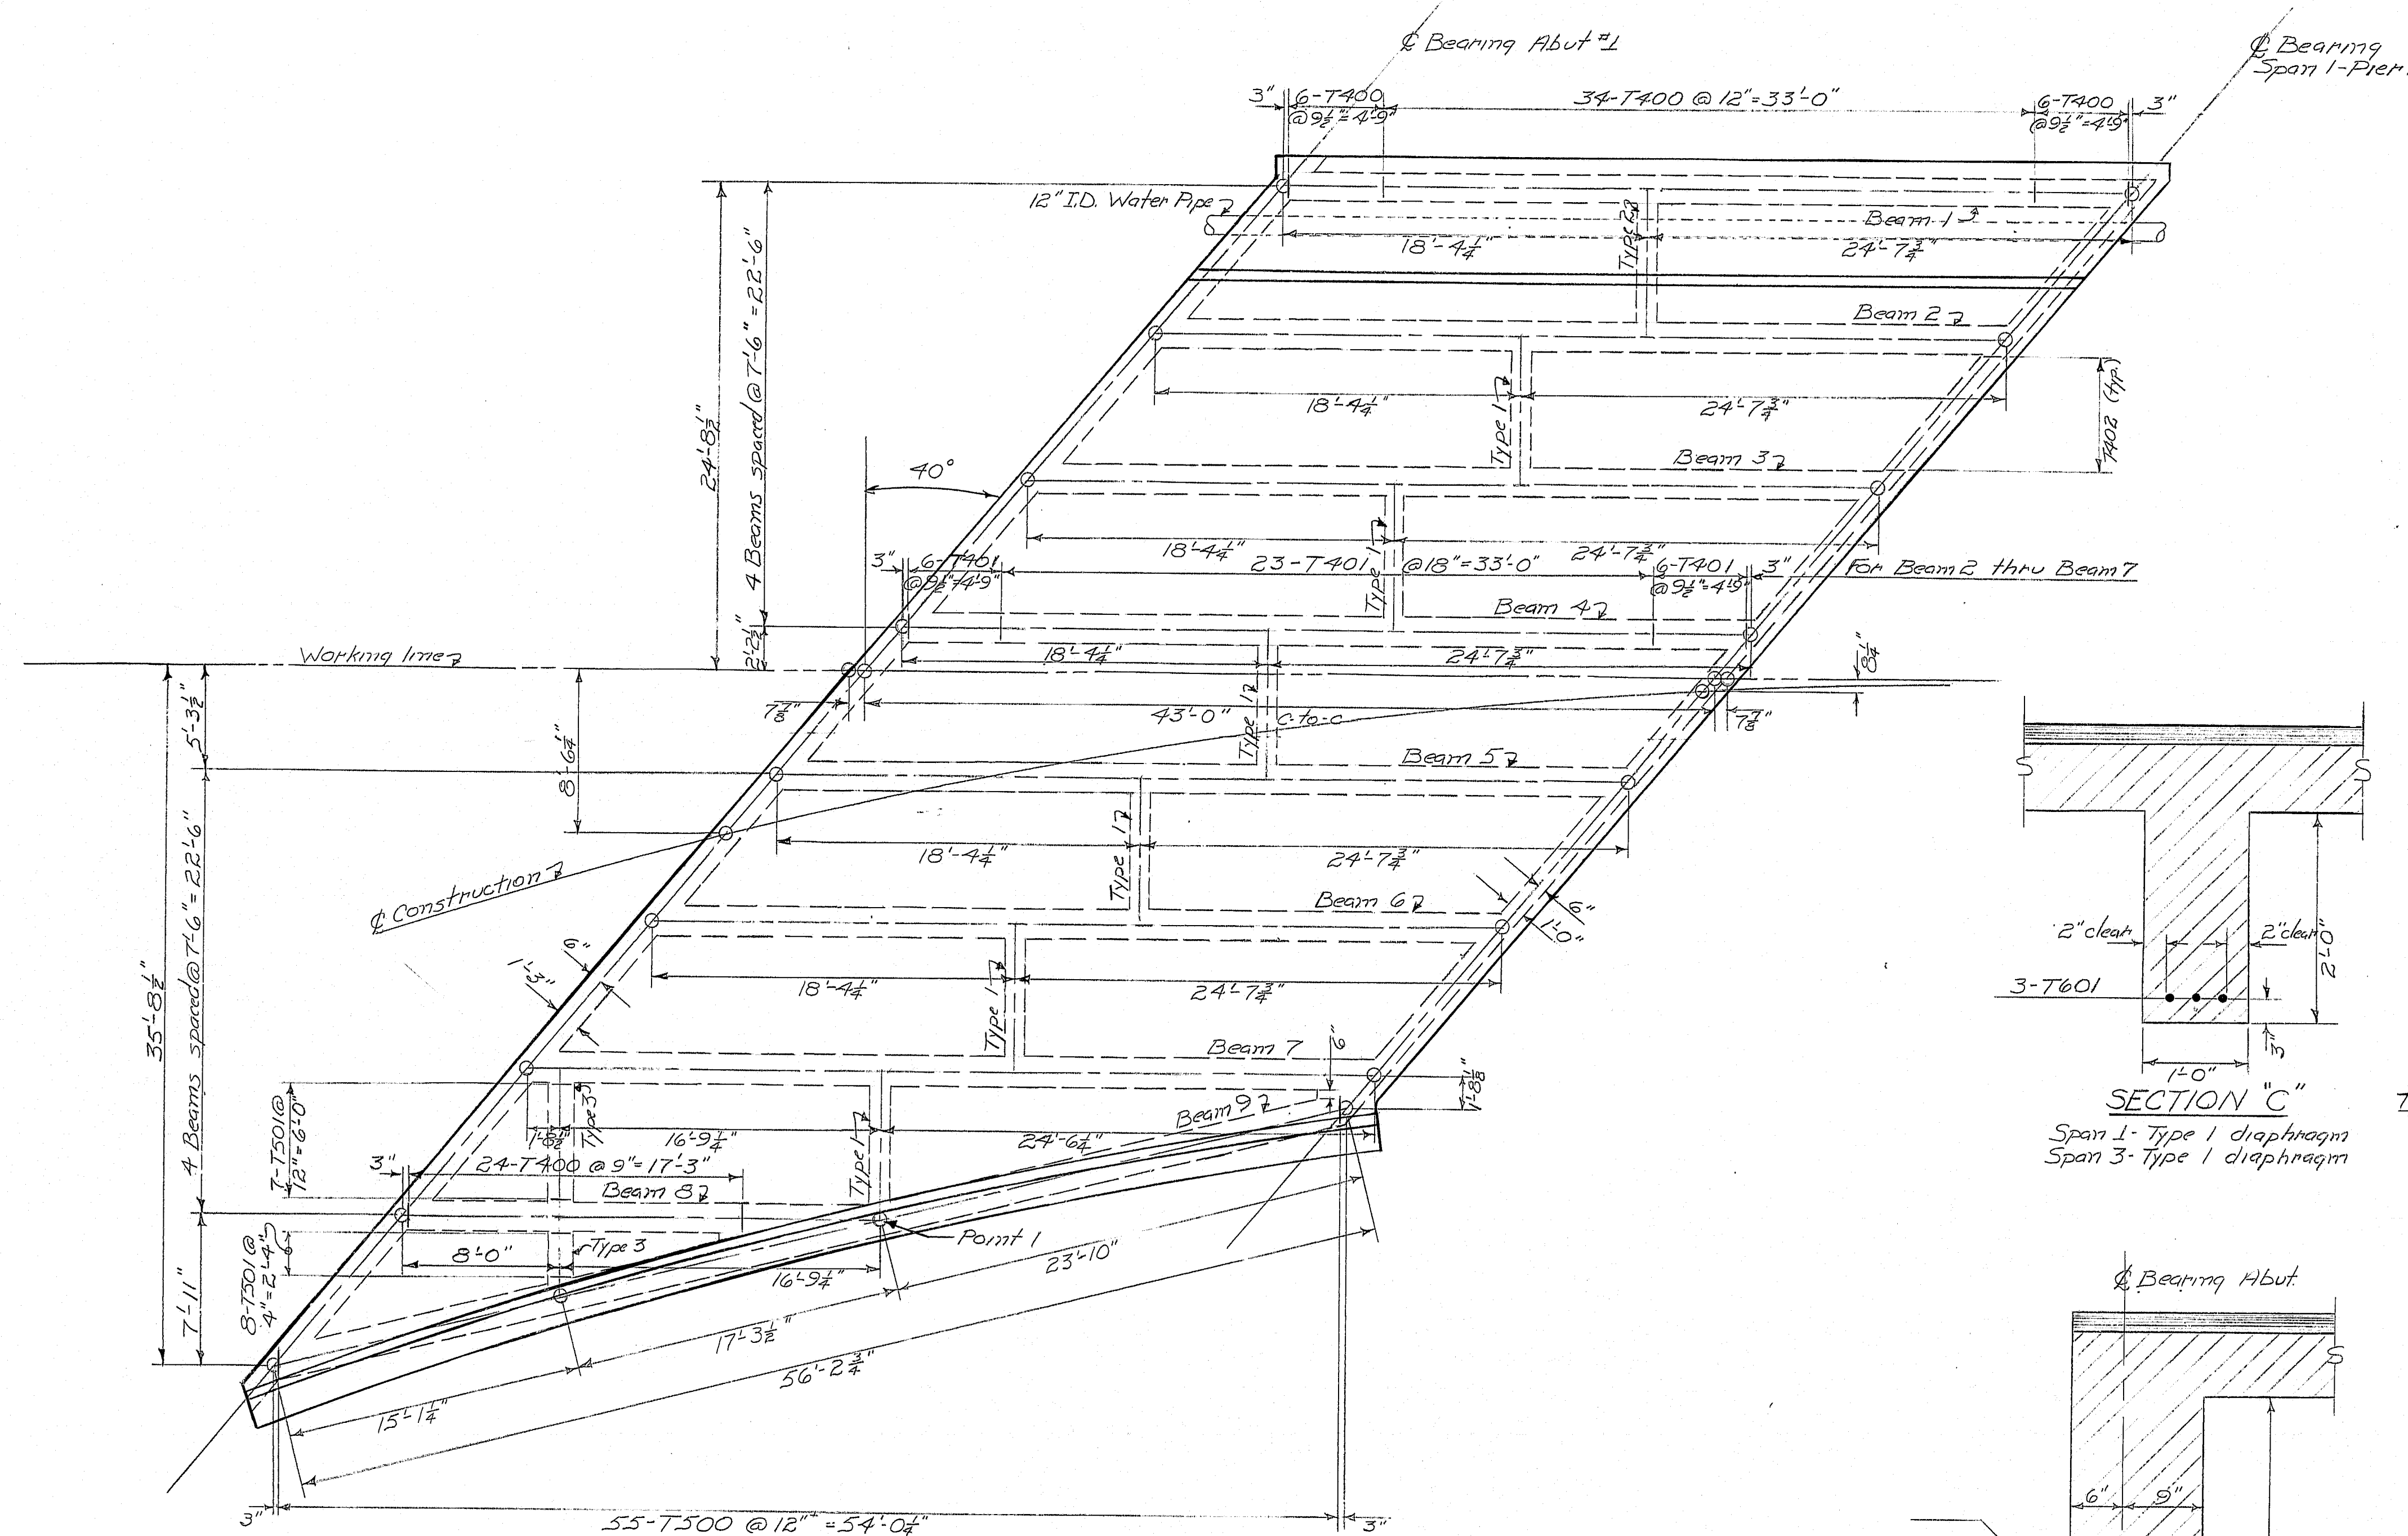 ℄ Bearing Abut #1
℄ Bearing
Span 1-Pier
3"
6-T400
@9½"=4'-9"
34-T400 @ 12"=33'-0"
6-T400
@9½"=4'-9"
3"
12" I.D. Water Pipe
Type 2
Beam 1
18'-4¼"
24'-7¾"
24'-8½"
4 Beams spaced @ 7'-6" = 22'-6"
2'-2½"
Beam 2
18'-4¼"
Type 1
24'-7¾"
T402 (typ.)
40°
Beam 3
18'-4¼"
Type 1
24'-7¾"
3"
6-T401
@9½"=4'-9"
23-T401 @18"=33'-0"
6-T401
@9½"=4'-9"
3"
For Beam 2 thru Beam 7
Beam 4
18'-4¼"
24'-7¾"
Working line
8¼"
7⅞"
43'-0" c-to-c
7⅞"
Type 1
5'-3½"
8'-6¼"
Beam 5
18'-4¼"
Type 1
24'-7¾"
℄ Construction
35'-8½"
4 Beams spaced @ 7'-6" = 22'-6"
7'-11"
Beam 6
6"
1'-0"
6"
1'-3"
18'-4¼"
Type 1
24'-7¾"
Beam 7
6"
1'-8⅛"
7-T501 @
12"=6'-0"
Type 3
Beam 9
1'-6½"
16'-9¼"
Type 1
24'-6¼"
3"
24-T400 @ 9"=17'-3"
Beam 8
8-T501 @
4"=2'-4"
8'-0"
Type 3
16'-9¼"
Point 1
23'-10"
17'-3½"
56'-2¾"
15'-1¼"
3"
55-T500 @ 12"± = 54'-0¼"
3"
2" clear
2" clear
2'-0"
3-T601
3"
1'-0"
SECTION "C"
Span 1- Type 1 diaphragm
Span 3- Type 1 diaphragm
℄ Bearing Abut.
6"
9"